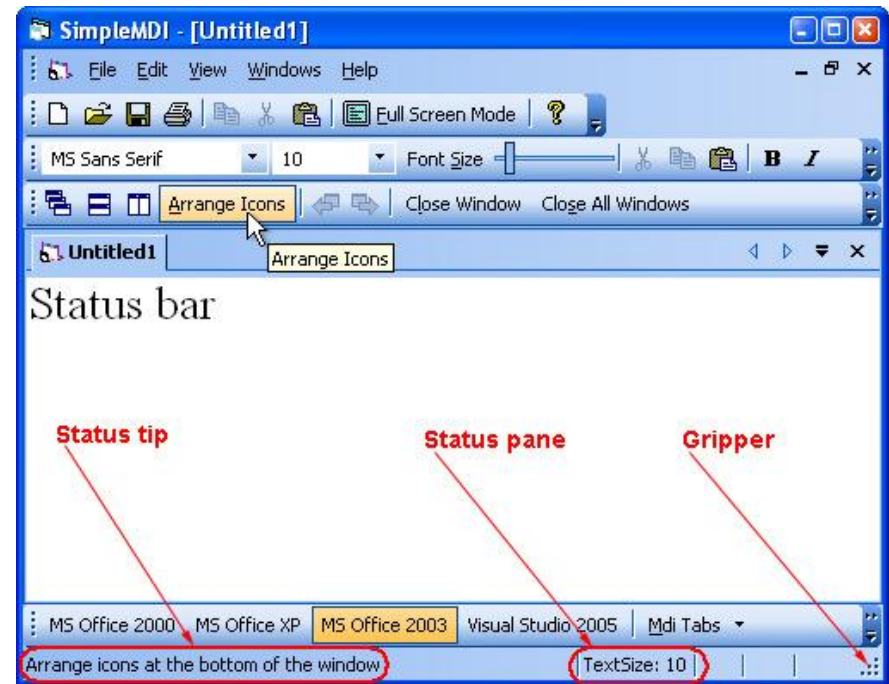 SimpleMDI - [Untitled1]
File Edit View Windows Help
Full Screen Mode
MS Sans Serif 10 Font Size B I
Arrange Icons Close Window Close All Windows
Untitled1 Arrange Icons
Status bar
Status tip Status pane Gripper
MS Office 2000 MS Office XP MS Office 2003 Visual Studio 2005 Mdi Tabs
Arrange icons at the bottom of the window TextSize: 10